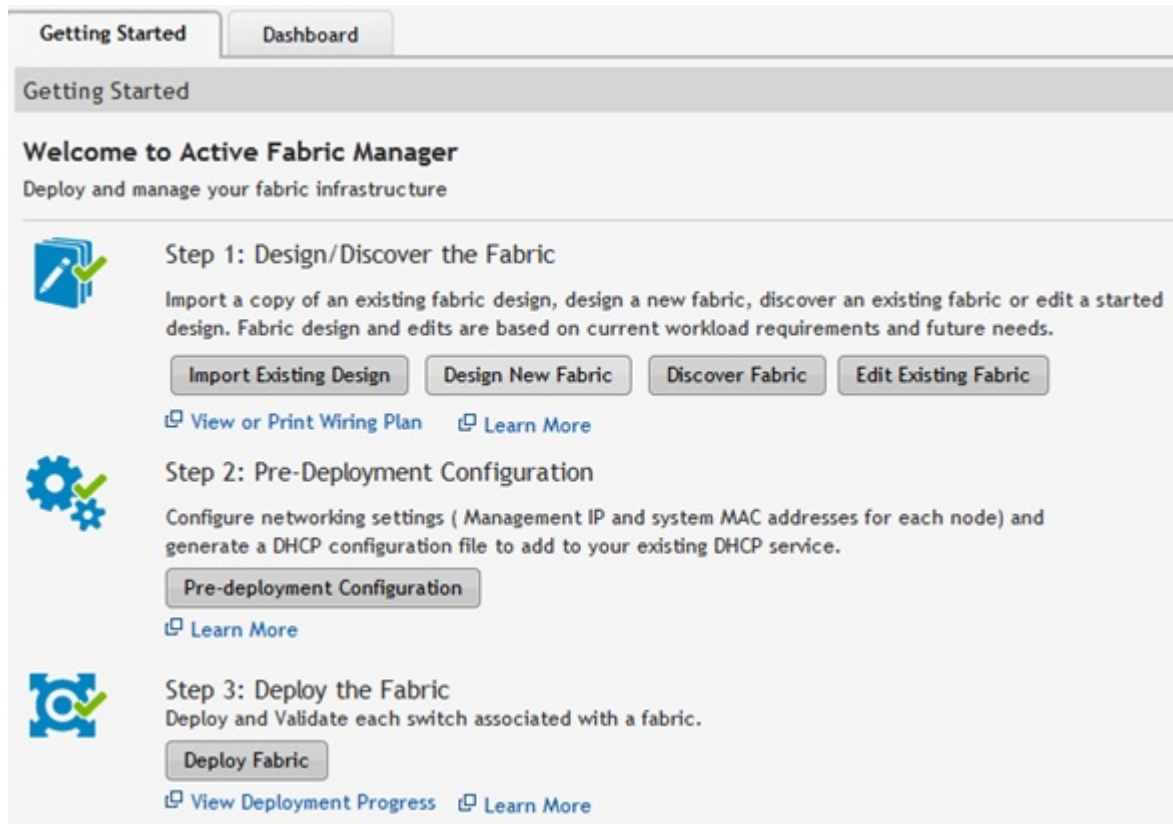 Getting Started
Dashboard
Getting Started
Welcome to Active Fabric Manager
Deploy and manage your fabric infrastructure
Step 1: Design/Discover the Fabric
Import a copy of an existing fabric design, design a new fabric, discover an existing fabric or edit a started
design. Fabric design and edits are based on current workload requirements and future needs.
Import Existing Design
Design New Fabric
Discover Fabric
Edit Existing Fabric
View or Print Wiring Plan
Learn More
Step 2: Pre-Deployment Configuration
Configure networking settings ( Management IP and system MAC addresses for each node) and
generate a DHCP configuration file to add to your existing DHCP service.
Pre-deployment Configuration
Learn More
Step 3: Deploy the Fabric
Deploy and Validate each switch associated with a fabric.
Deploy Fabric
View Deployment Progress
Learn More